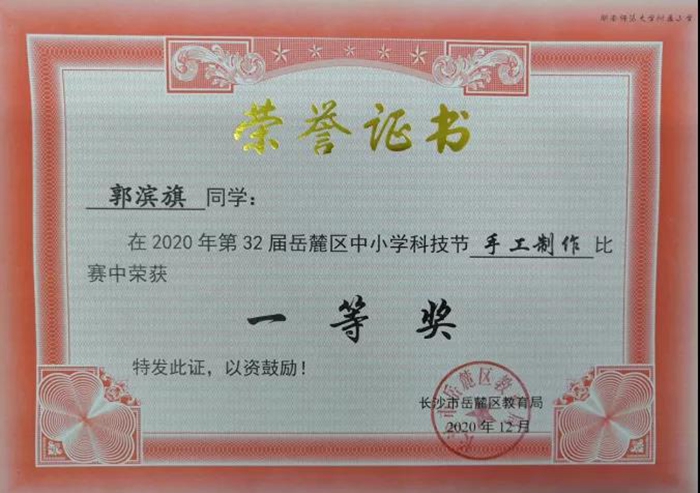 荣誉证书
郭滨旗 同学：
在 2020 年第 32 届岳麓区中小学科技节 手工制作 比
赛中荣获
一等奖
特发此证，以资鼓励！
长沙市岳麓区教育局
2020 年 12 月